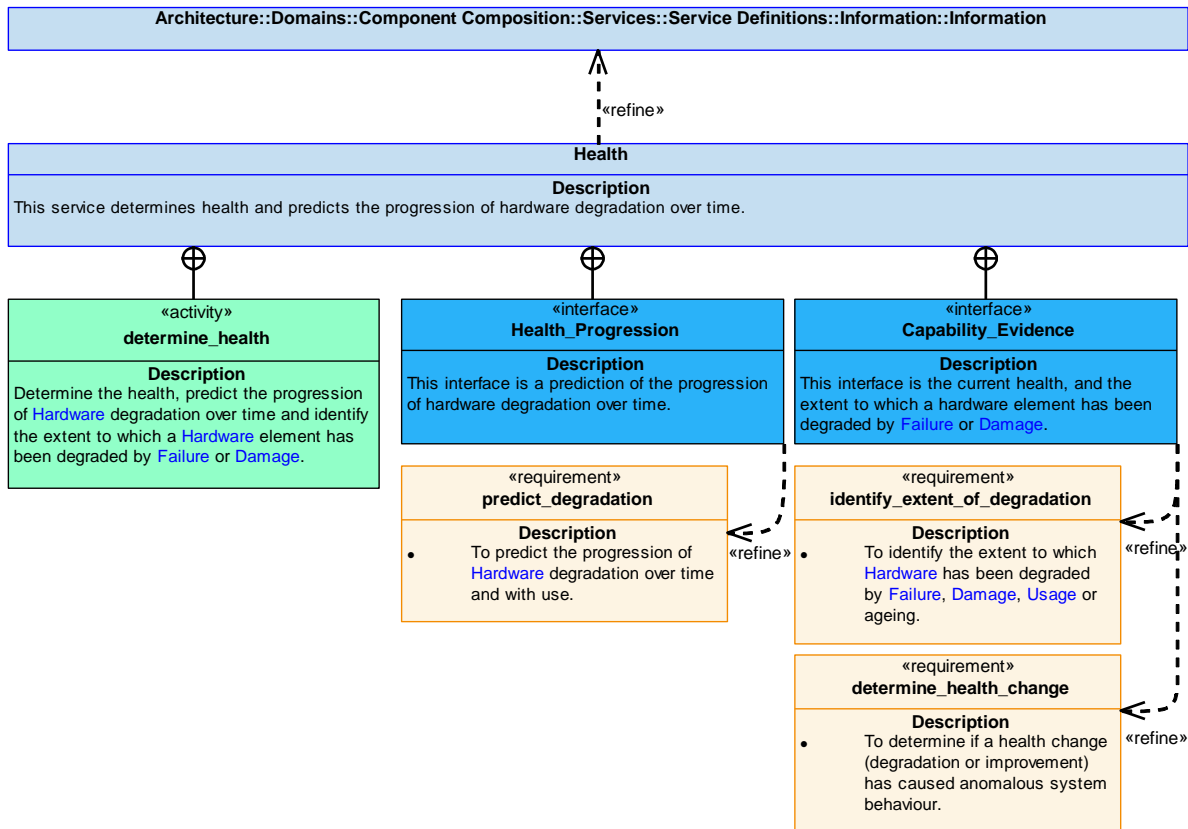 Architecture::Domains::Component Composition::Services::Service Definitions::Information::Information
«refine»
Health
Description
This service determines health and predicts the progression of hardware degradation over time.
«activity»
determine_health
Description
Determine the health, predict the progression
of Hardware degradation over time and identify
the extent to which a Hardware element has
been degraded by Failure or Damage.
«interface»
Health_Progression
Description
This interface is a prediction of the progression
of hardware degradation over time.
«interface»
Capability_Evidence
Description
This interface is the current health, and the
extent to which a hardware element has been
degraded by Failure or Damage.
«requirement»
predict_degradation
Description
• To predict the progression of
Hardware degradation over time
and with use.
«refine»
«requirement»
identify_extent_of_degradation
Description
• To identify the extent to which
Hardware has been degraded
by Failure, Damage, Usage or
ageing.
«refine»
«requirement»
determine_health_change
Description
• To determine if a health change
(degradation or improvement)
has caused anomalous system
behaviour.
«refine»